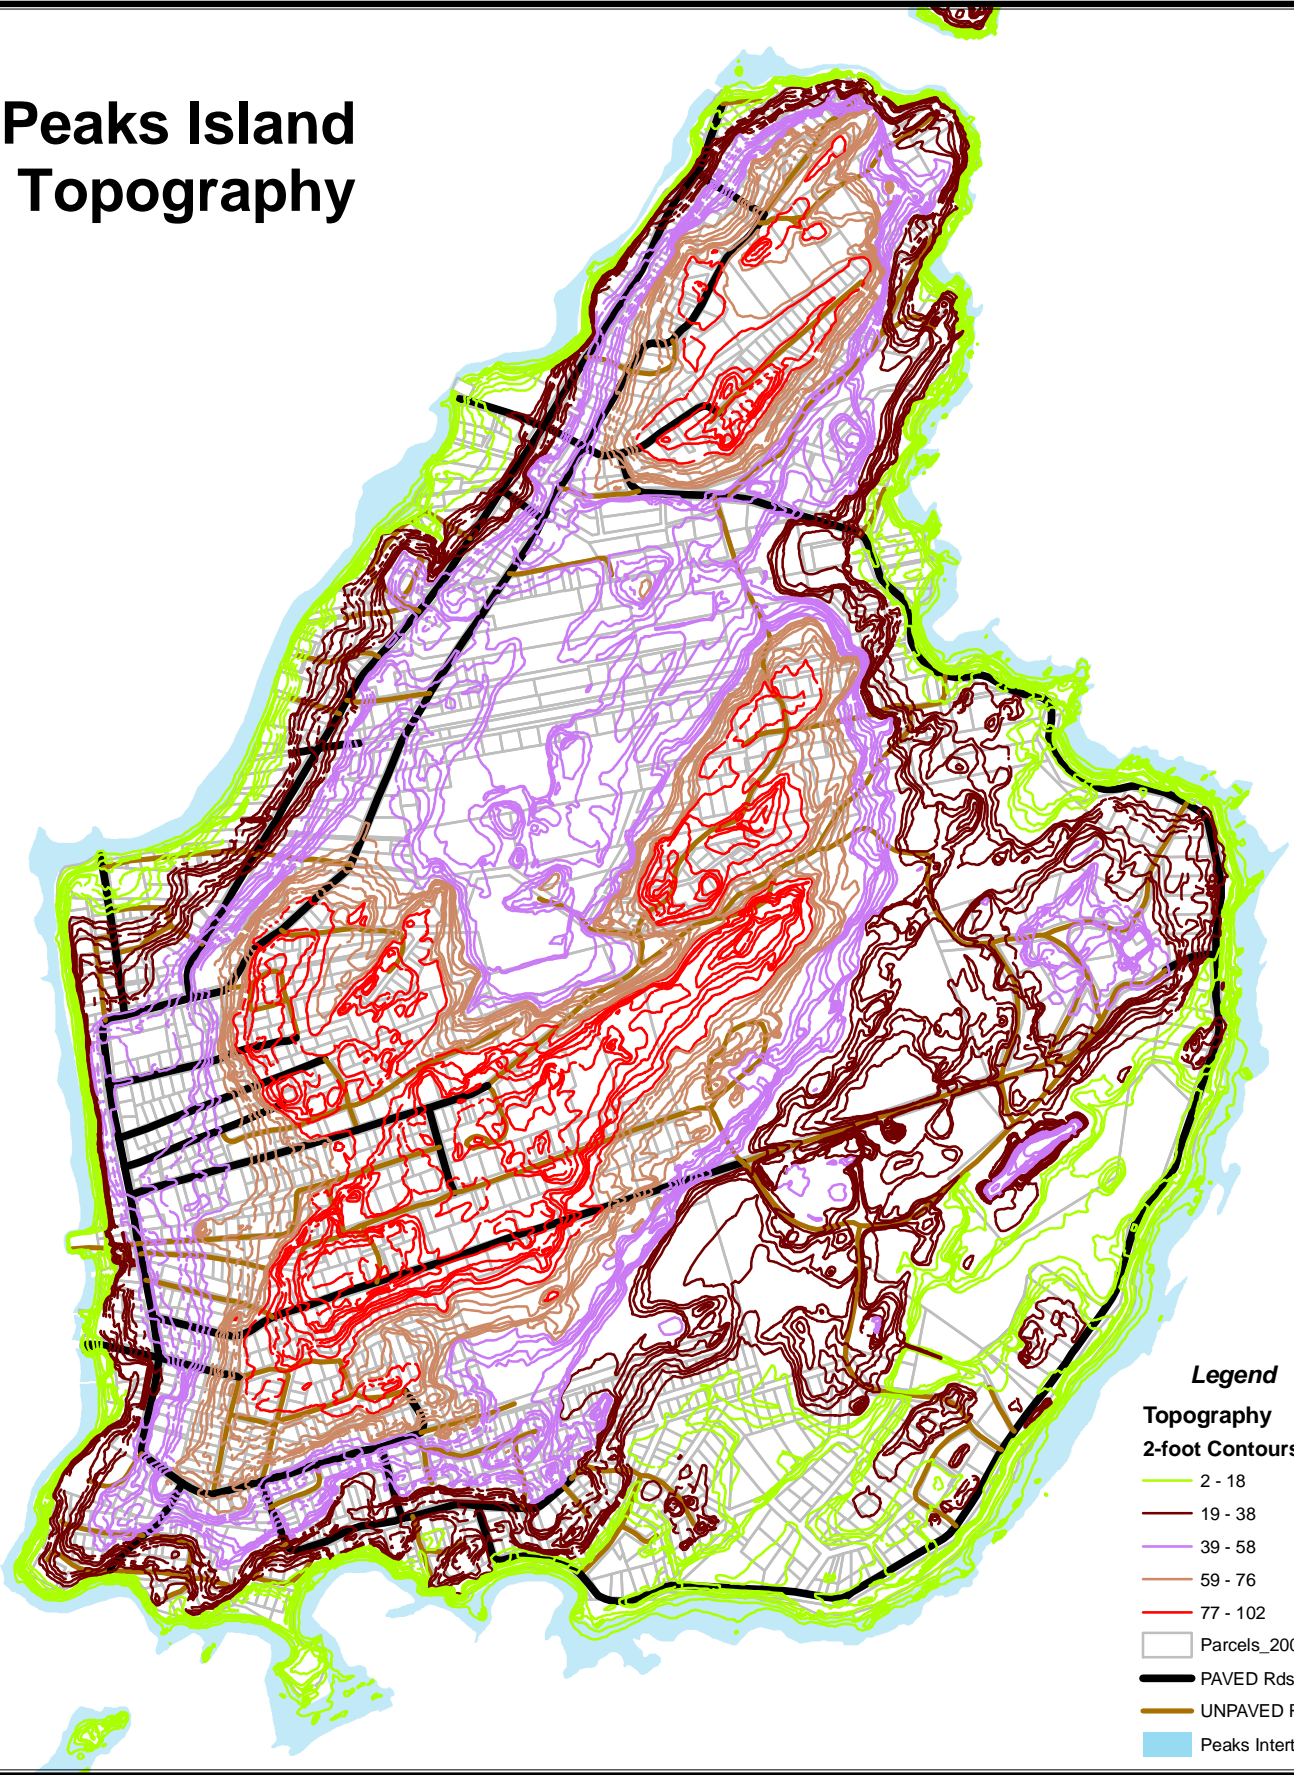 Peaks Island
Topography
Legend
Topography
2-foot Contours
2 - 18
19 - 38
39 - 58
59 - 76
77 - 102
Parcels_200
PAVED Rds
UNPAVED R
Peaks Intert